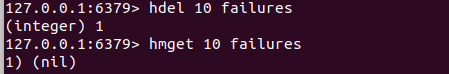 127.0.0.1:6379> hdel 10 failures
(integer) 1
127.0.0.1:6379> hmget 10 failures
1) (nil)